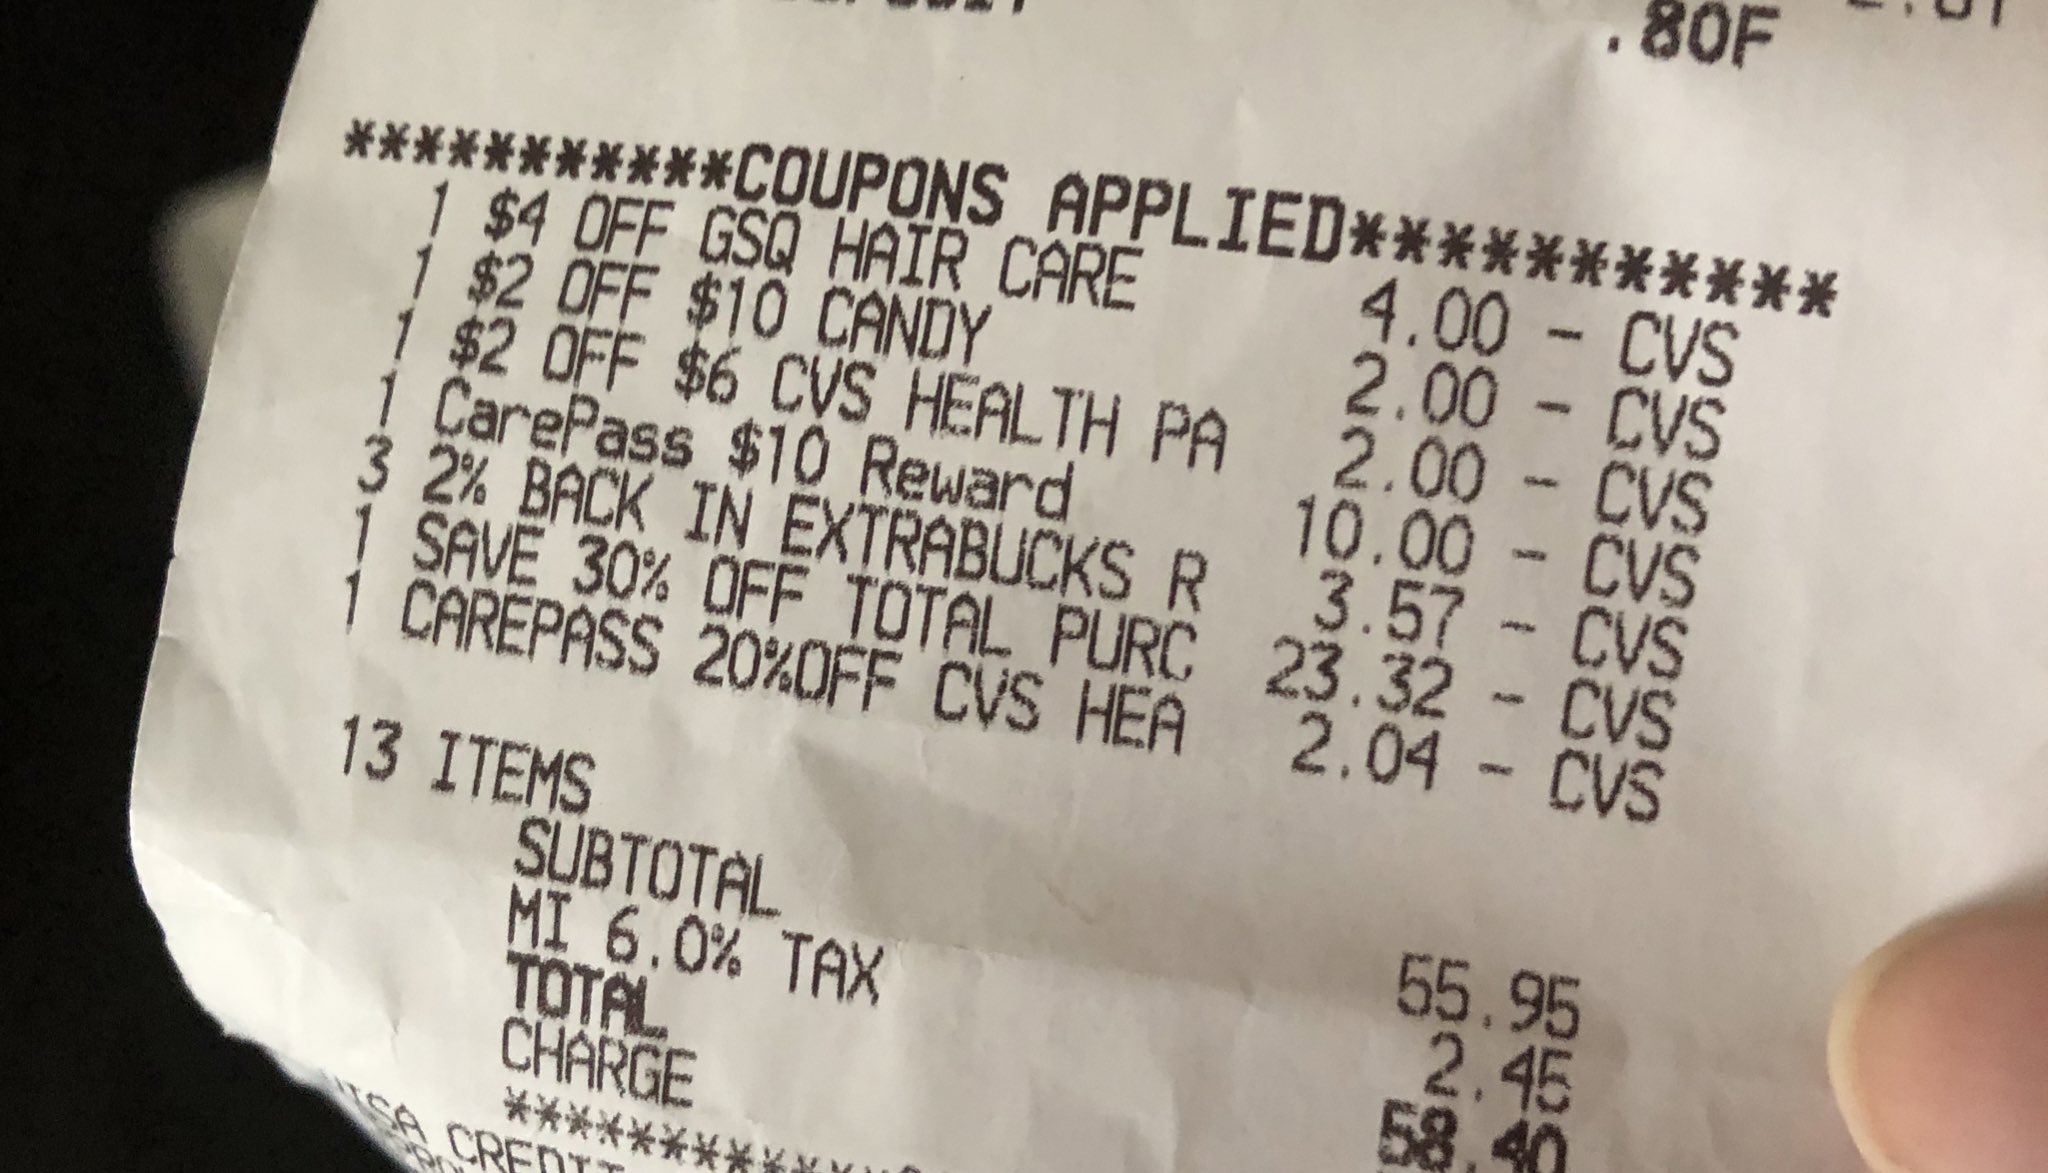 .80F
***********COUPONS APPLIED***********
1 $4 OFF GSQ HAIR CARE 4.00 - CVS
1 $2 OFF $10 CANDY 2.00 - CVS
1 $2 OFF $6 CVS HEALTH PA 2.00 - CVS
1 CarePass $10 Reward 10.00 - CVS
3 2% BACK IN EXTRABUCKS R 3.57 - CVS
1 SAVE 30% OFF TOTAL PURC 23.32 - CVS
1 CAREPASS 20%OFF CVS HEA 2.04 - CVS
13 ITEMS
SUBTOTAL 55.95
MI 6.0% TAX 2.45
TOTAL 58.40
CHARGE
************
CREDIT